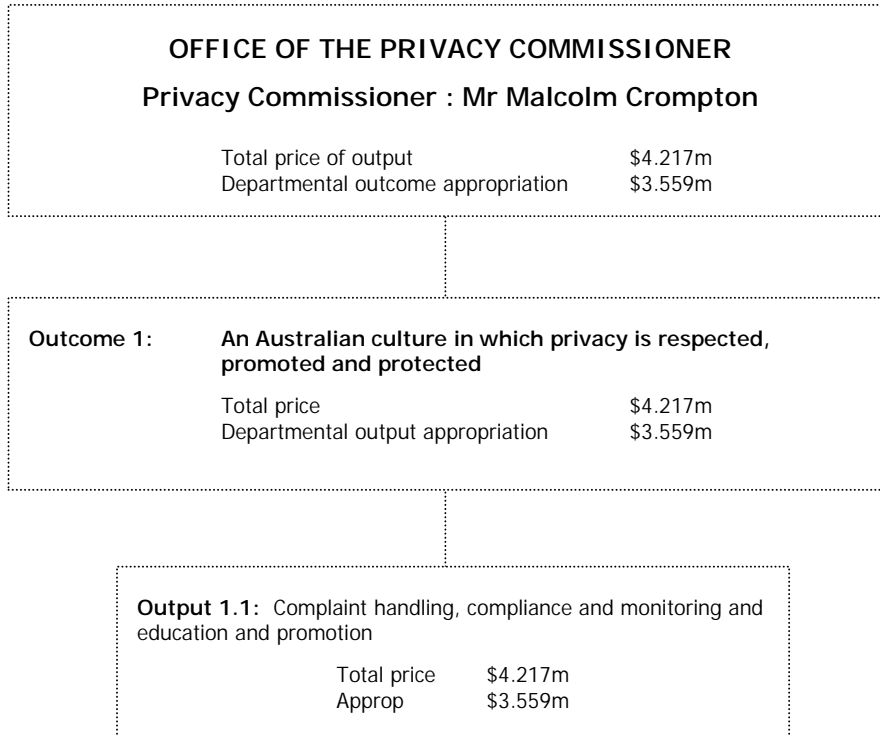 OFFICE OF THE PRIVACY COMMISSIONER
Privacy Commissioner : Mr Malcolm Crompton
Total price of output $4.217m
Departmental outcome appropriation $3.559m
Outcome 1: An Australian culture in which privacy is respected,
promoted and protected
Total price $4.217m
Departmental output appropriation $3.559m
Output 1.1: Complaint handling, compliance and monitoring and
education and promotion
Total price $4.217m
Approp $3.559m